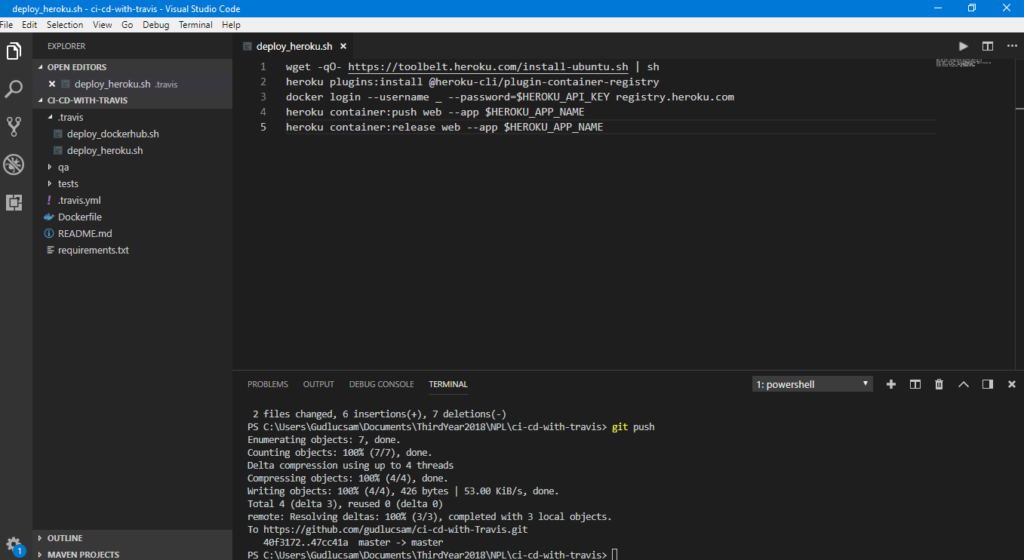 deploy_heroku.sh - ci-cd-with-travis - Visual Studio Code
File Edit Selection View Go Debug Terminal Help
EXPLORER
OPEN EDITORS
deploy_heroku.sh .travis
CI-CD-WITH-TRAVIS
.travis
deploy_dockerhub.sh
deploy_heroku.sh
qa
tests
.travis.yml
Dockerfile
README.md
requirements.txt
OUTLINE
MAVEN PROJECTS
1
deploy_heroku.sh
1 wget -qO- https://toolbelt.heroku.com/install-ubuntu.sh | sh
2 heroku plugins:install @heroku-cli/plugin-container-registry
3 docker login --username _ --password=$HEROKU_API_KEY registry.heroku.com
4 heroku container:push web --app $HEROKU_APP_NAME
5 heroku container:release web --app $HEROKU_APP_NAME
PROBLEMS OUTPUT DEBUG CONSOLE TERMINAL
1: powershell
2 files changed, 6 insertions(+), 7 deletions(-)
PS C:\Users\Gudlucsam\Documents\ThirdYear2018\NPL\ci-cd-with-travis> git push
Enumerating objects: 7, done.
Counting objects: 100% (7/7), done.
Delta compression using up to 4 threads
Compressing objects: 100% (4/4), done.
Writing objects: 100% (4/4), 426 bytes | 53.00 KiB/s, done.
Total 4 (delta 3), reused 0 (delta 0)
remote: Resolving deltas: 100% (3/3), completed with 3 local objects.
To https://github.com/gudlucsam/ci-cd-with-Travis.git
40f3172..47cc41a master -> master
PS C:\Users\Gudlucsam\Documents\ThirdYear2018\NPL\ci-cd-with-travis>